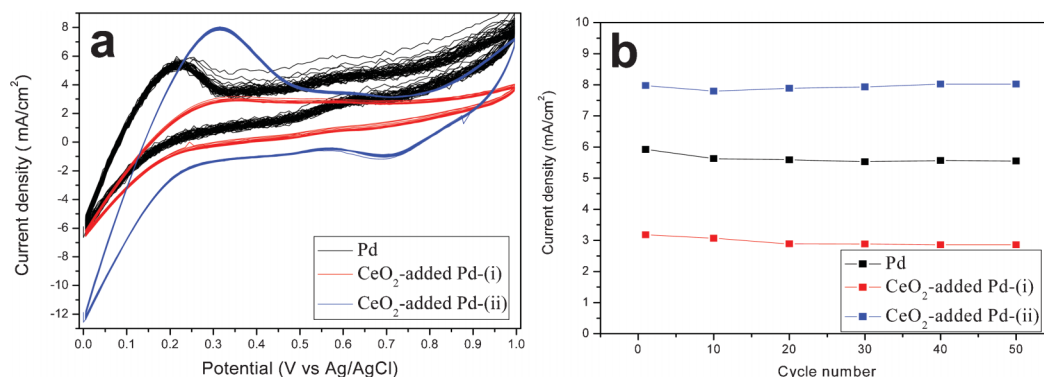 a
8
6
4
2
0
-2
-4
-6
-8
-10
-12
Current density ( mA/cm²)
Pd
CeO₂-added Pd-(i)
CeO₂-added Pd-(ii)
0.0 0.1 0.2 0.3 0.4 0.5 0.6 0.7 0.8 0.9 1.0
Potential (V vs Ag/AgCl)
b
10
9
8
7
6
5
4
3
2
1
0
Current density (mA/cm²)
Pd
CeO₂-added Pd-(i)
CeO₂-added Pd-(ii)
0 10 20 30 40 50
Cycle number